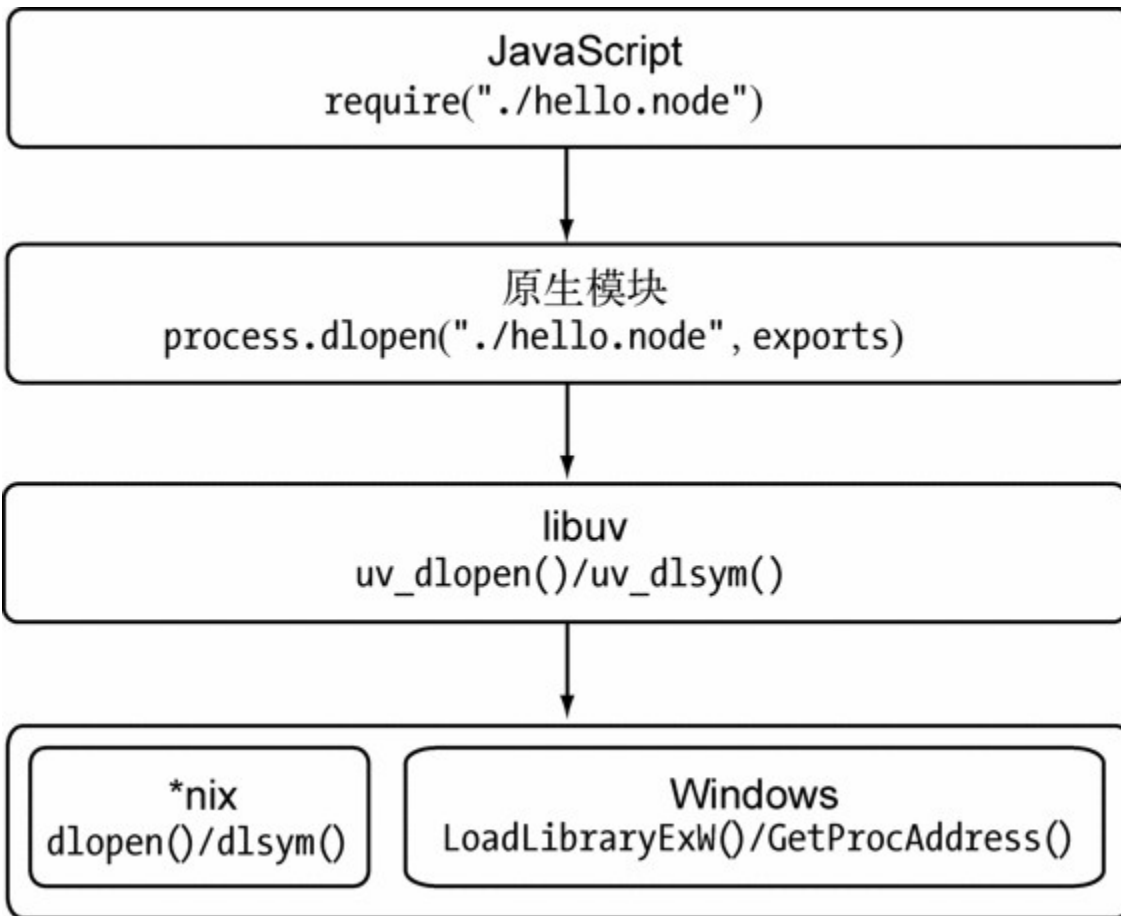 JavaScript
require("./hello.node")
原生模块
process.dlopen("./hello.node", exports)
libuv
uv_dlopen()/uv_dlsym()
*nix
dlopen()/dlsym()
Windows
LoadLibraryExW()/GetProcAddress()